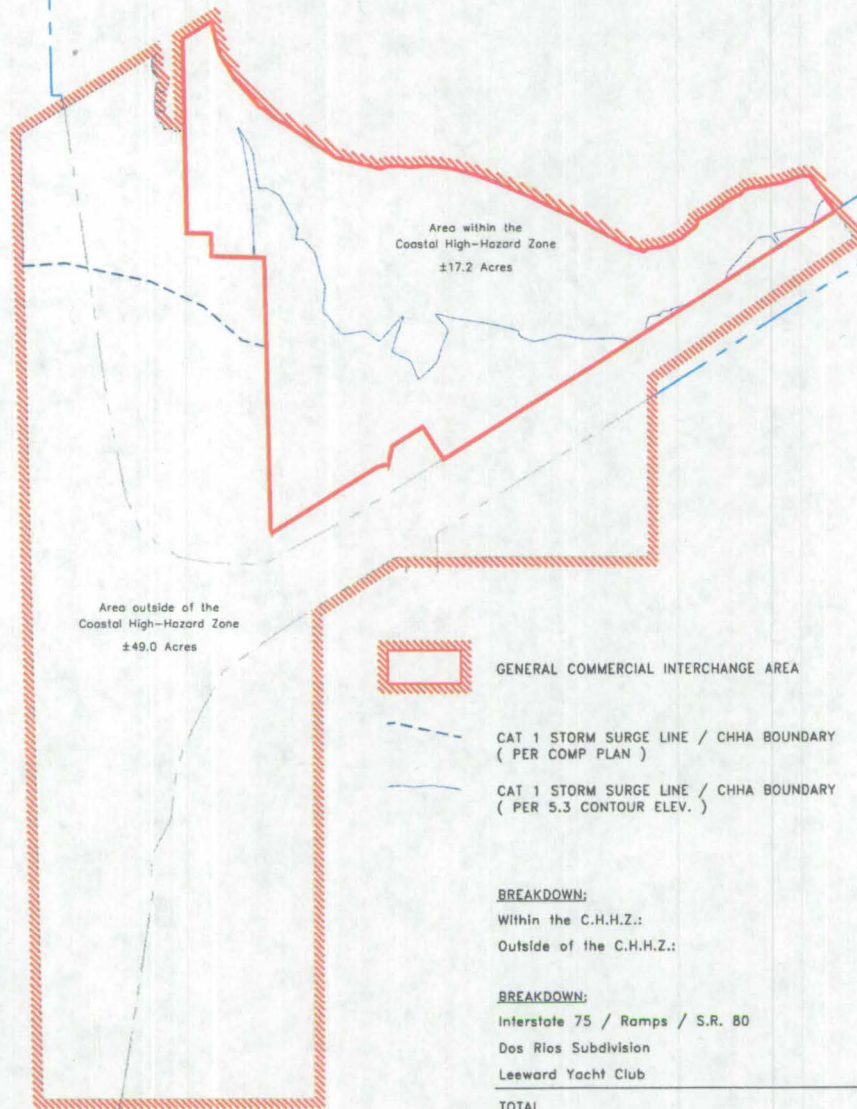 Area within the
Coastal High-Hazard Zone
±17.2 Acres
Area outside of the
Coastal High-Hazard Zone
±49.0 Acres
GENERAL COMMERCIAL INTERCHANGE AREA
CAT 1 STORM SURGE LINE / CHHA BOUNDARY
( PER COMP PLAN )
CAT 1 STORM SURGE LINE / CHHA BOUNDARY
( PER 5.3 CONTOUR ELEV. )
BREAKDOWN:
Within the C.H.H.Z.:
Outside of the C.H.H.Z.:
BREAKDOWN:
Interstate 75 / Ramps / S.R. 80
Dos Rios Subdivision
Leeward Yacht Club
TOTAL